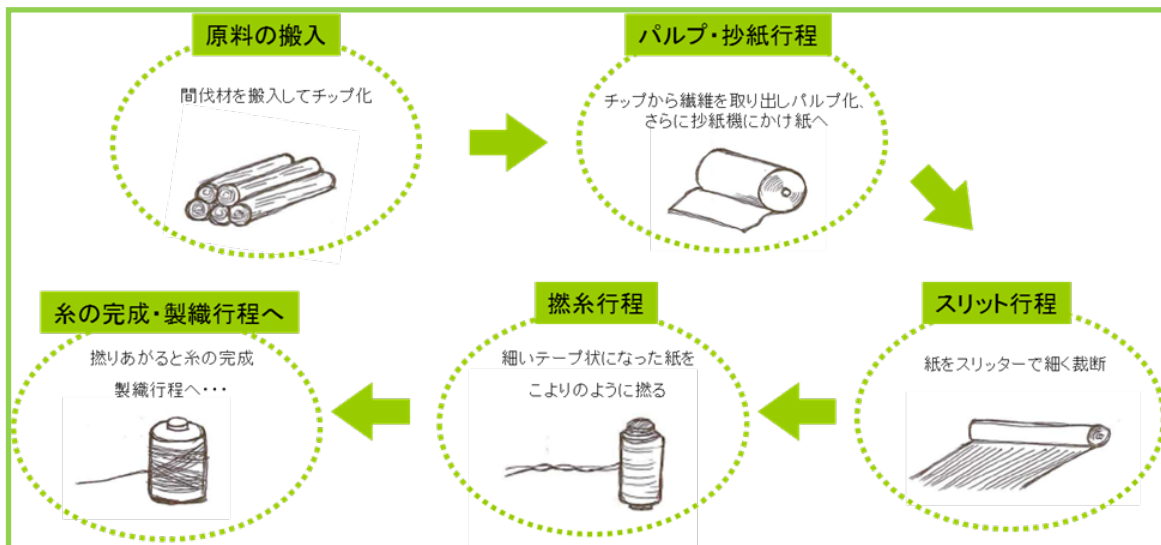 原料の搬入
間伐材を搬入してチップ化
パルプ・抄紙行程
チップから繊維を取り出しパルプ化、
さらに抄紙機にかけ紙へ
スリット行程
紙をスリッターで細く裁断
撚糸行程
細いテープ状になった紙を
こよりのように撚る
糸の完成・製織行程へ
撚りあがると糸の完成
製織行程へ・・・